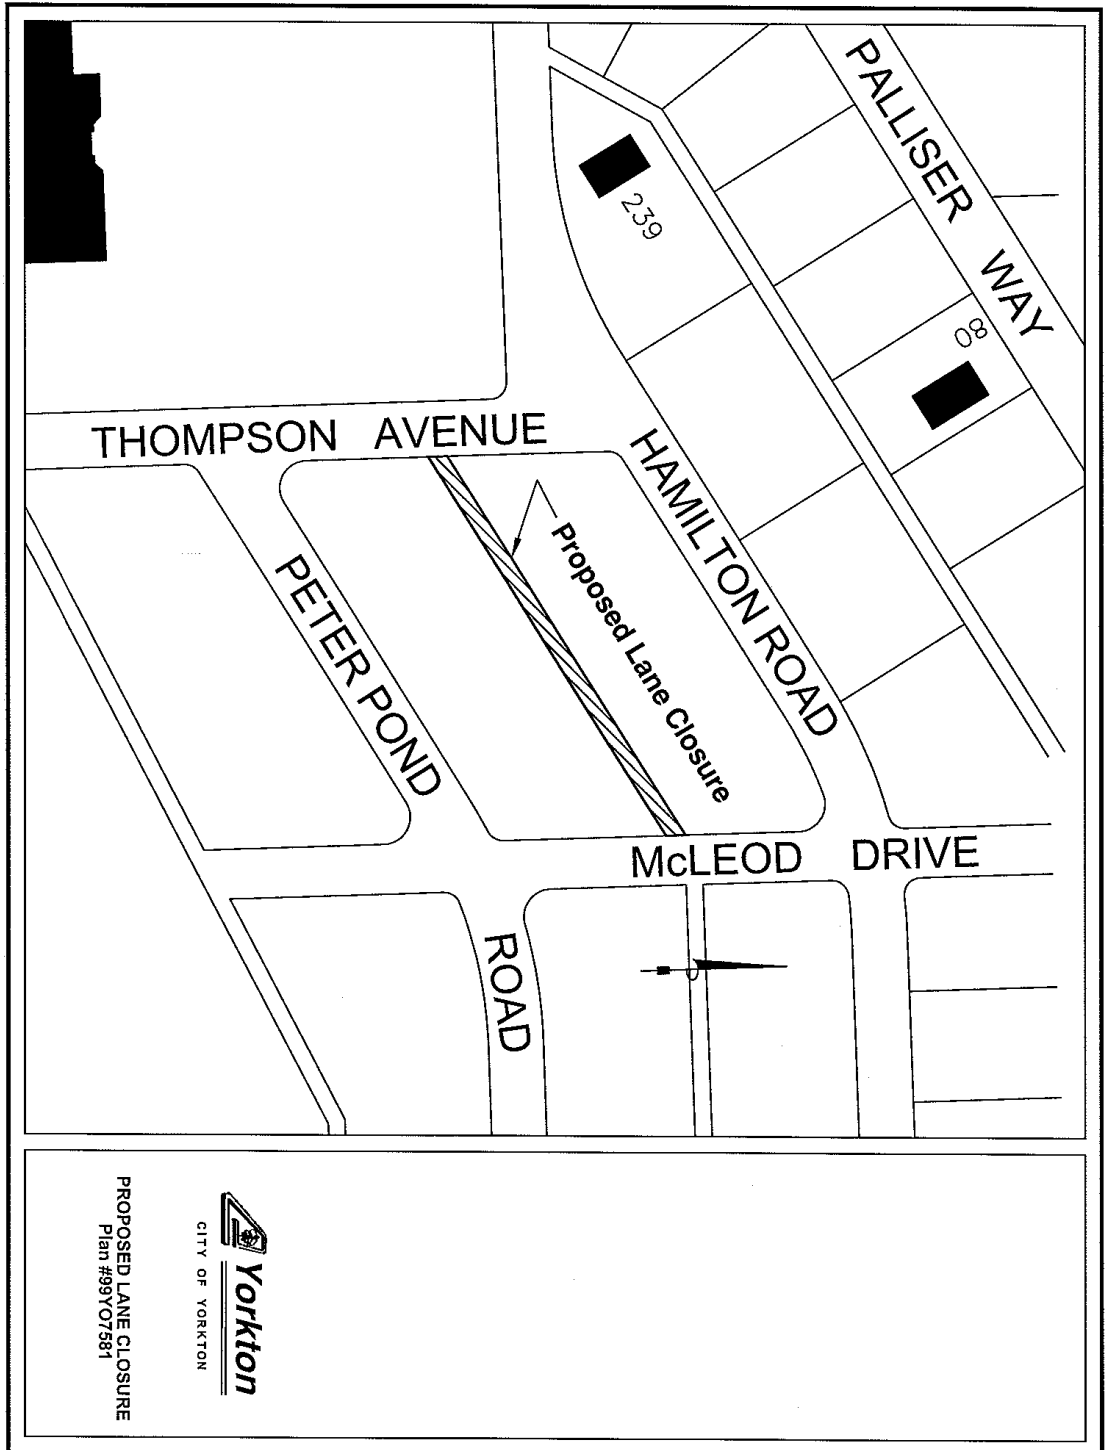 PALLISER WAY
239
80
THOMPSON AVENUE
HAMILTON ROAD
Proposed Lane Closure
PETER POND
ROAD
McLEOD DRIVE
Yorkton
CITY OF YORKTON
PROPOSED LANE CLOSURE
Plan #99YO7581